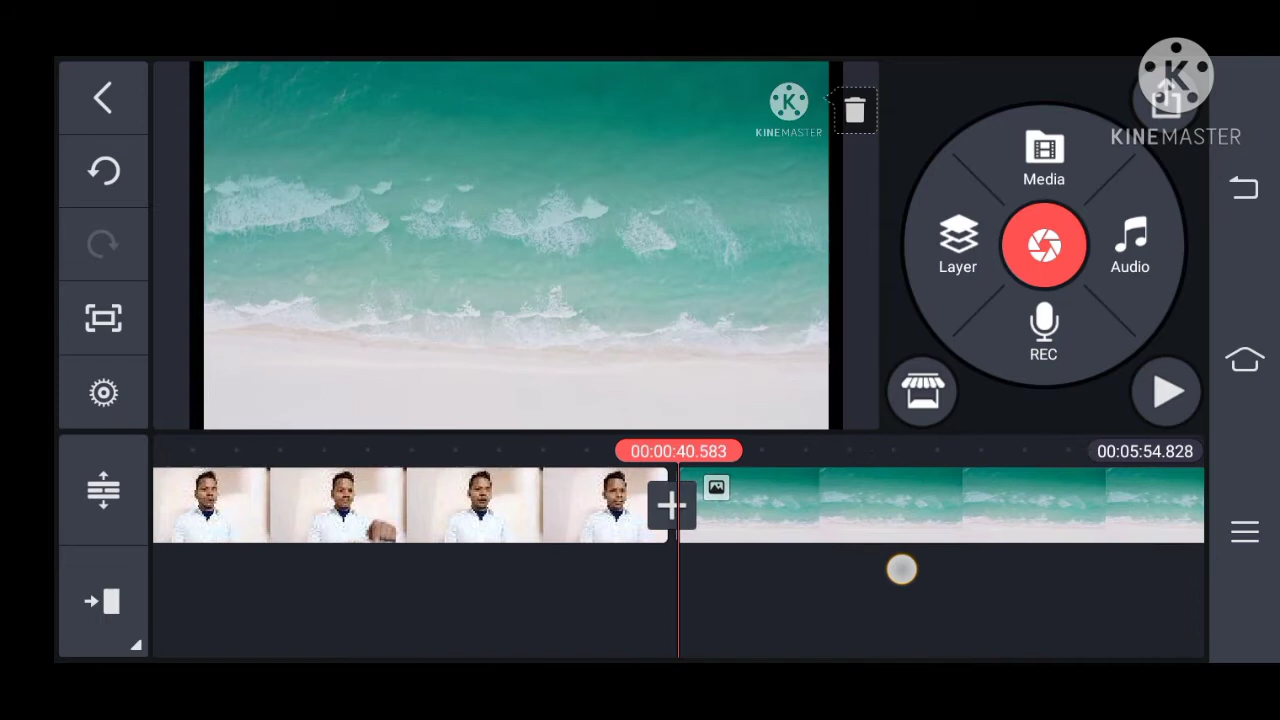 KINEMASTER
KINEMASTER
Media
Layer
Audio
REC
00:00:40.583
00:05:54.828